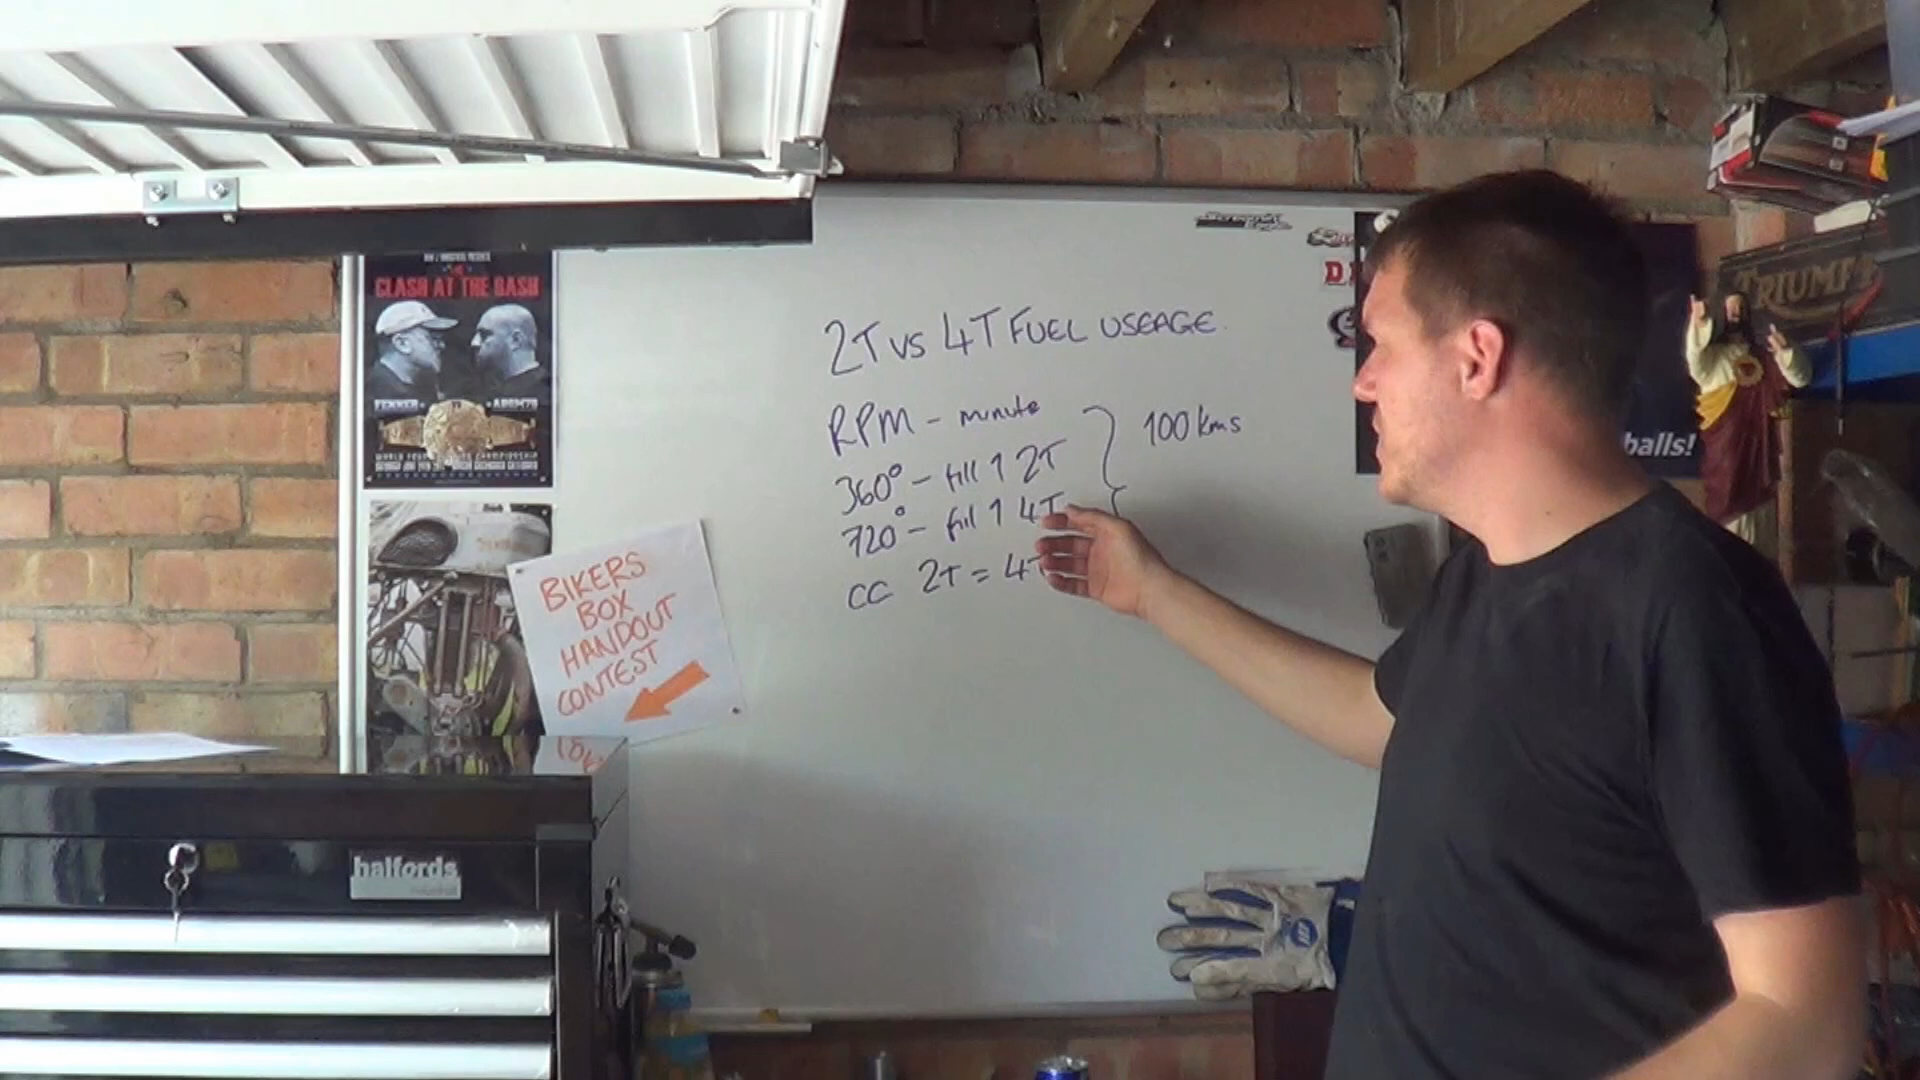 CLASH AT THE BASH
FENNER
2T VS 4T FUEL USEAGE.
RPM - minute
360° - fill 1 2T
720° - fill 1 4T
100 kms
CC 2T = 4T
BIKERS
BOX
HANDOUT
CONTEST
halfords
TRIUMPH
balls!